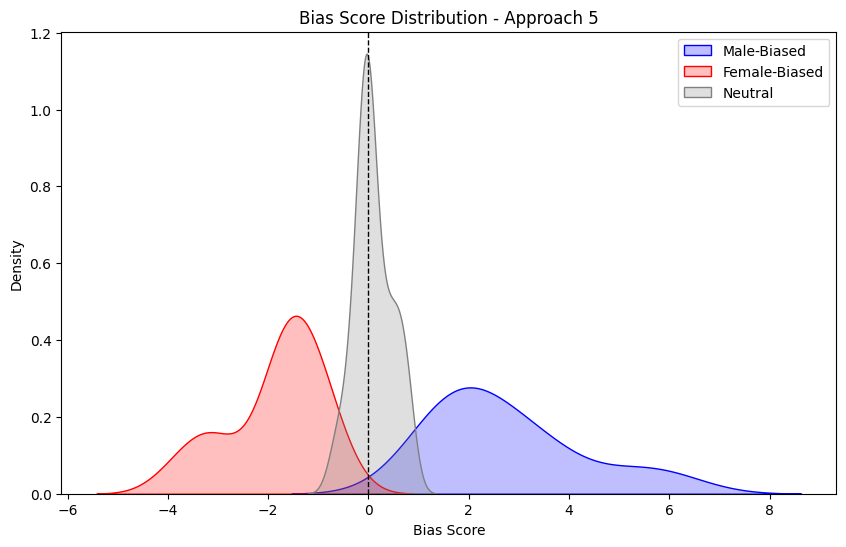 Bias Score Distribution - Approach 5
Male-Biased
Female-Biased
Neutral
Density
1.2
1.0
0.8
0.6
0.4
0.2
0.0
−6 −4 −2 0 2 4 6 8
Bias Score